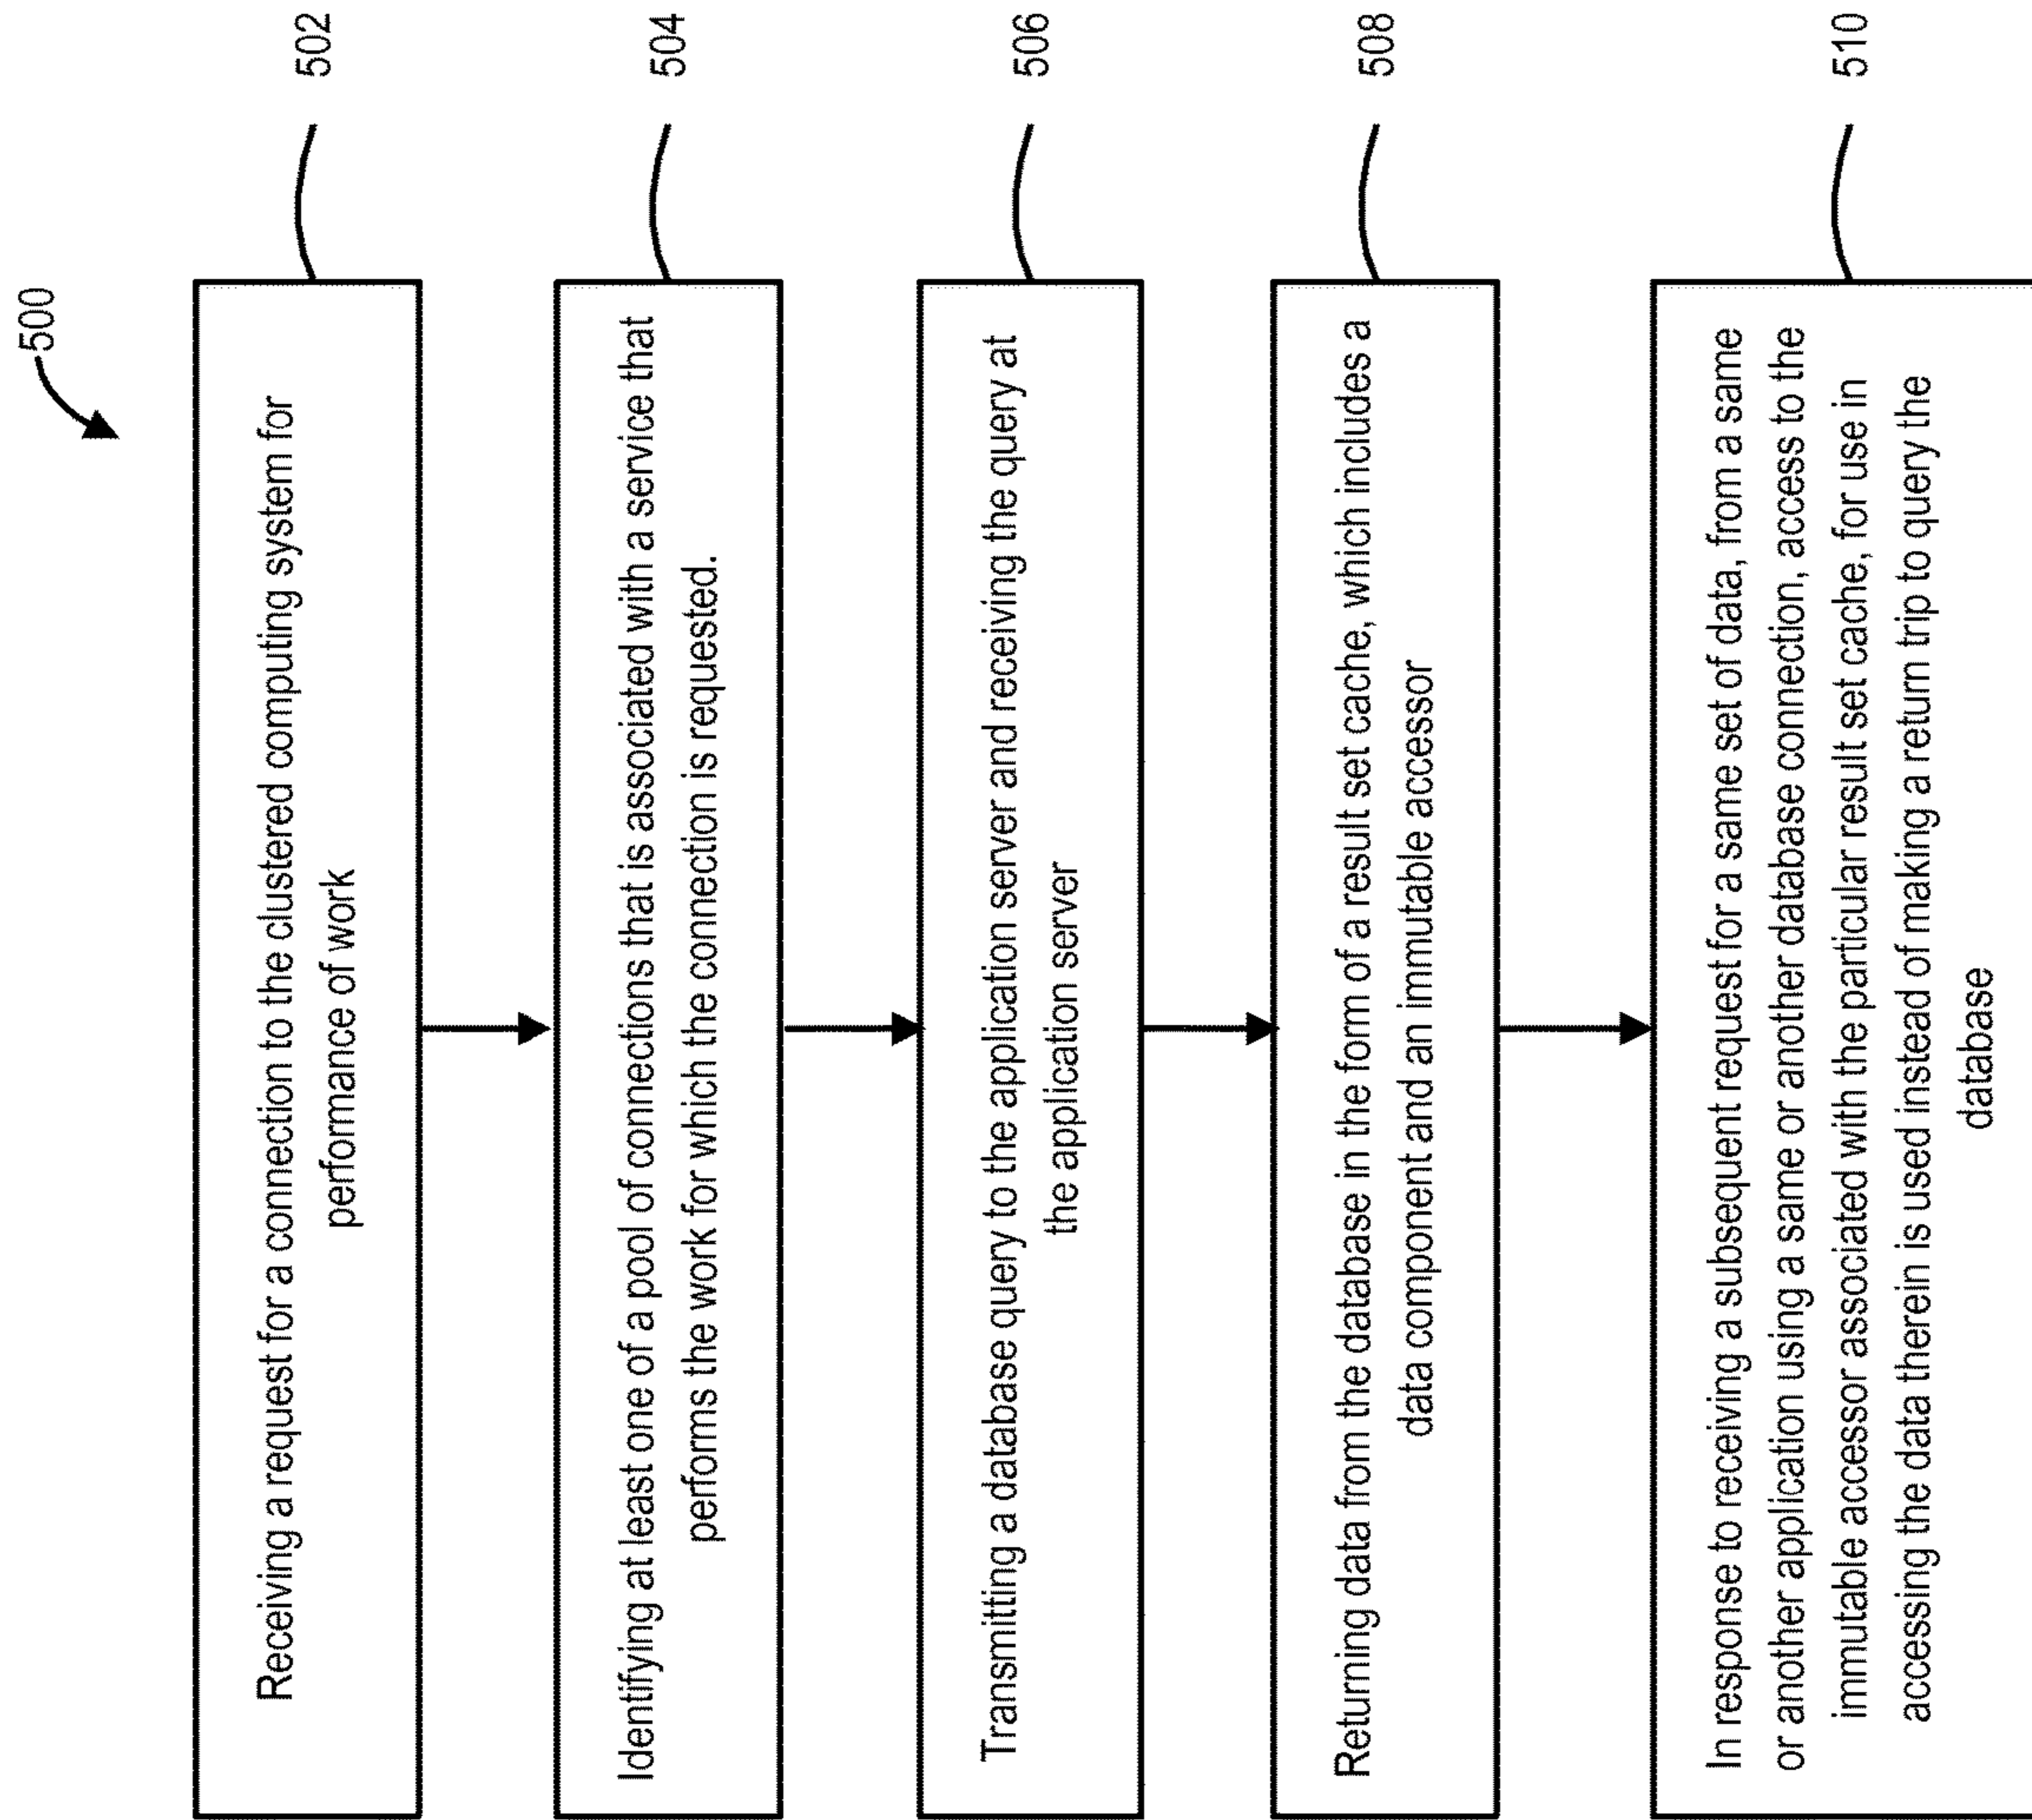 500
Receiving a request for a connection to the clustered computing system for
performance of work
502
Identifying at least one of a pool of connections that is associated with a service that
performs the work for which the connection is requested.
504
Transmitting a database query to the application server and receiving the query at
the application server
506
Returning data from the database in the form of a result set cache, which includes a
data component and an immutable accessor
508
In response to receiving a subsequent request for a same set of data, from a same
or another application using a same or another database connection, access to the
immutable accessor associated with the particular result set cache, for use in
accessing the data therein is used instead of making a return trip to query the
database
510